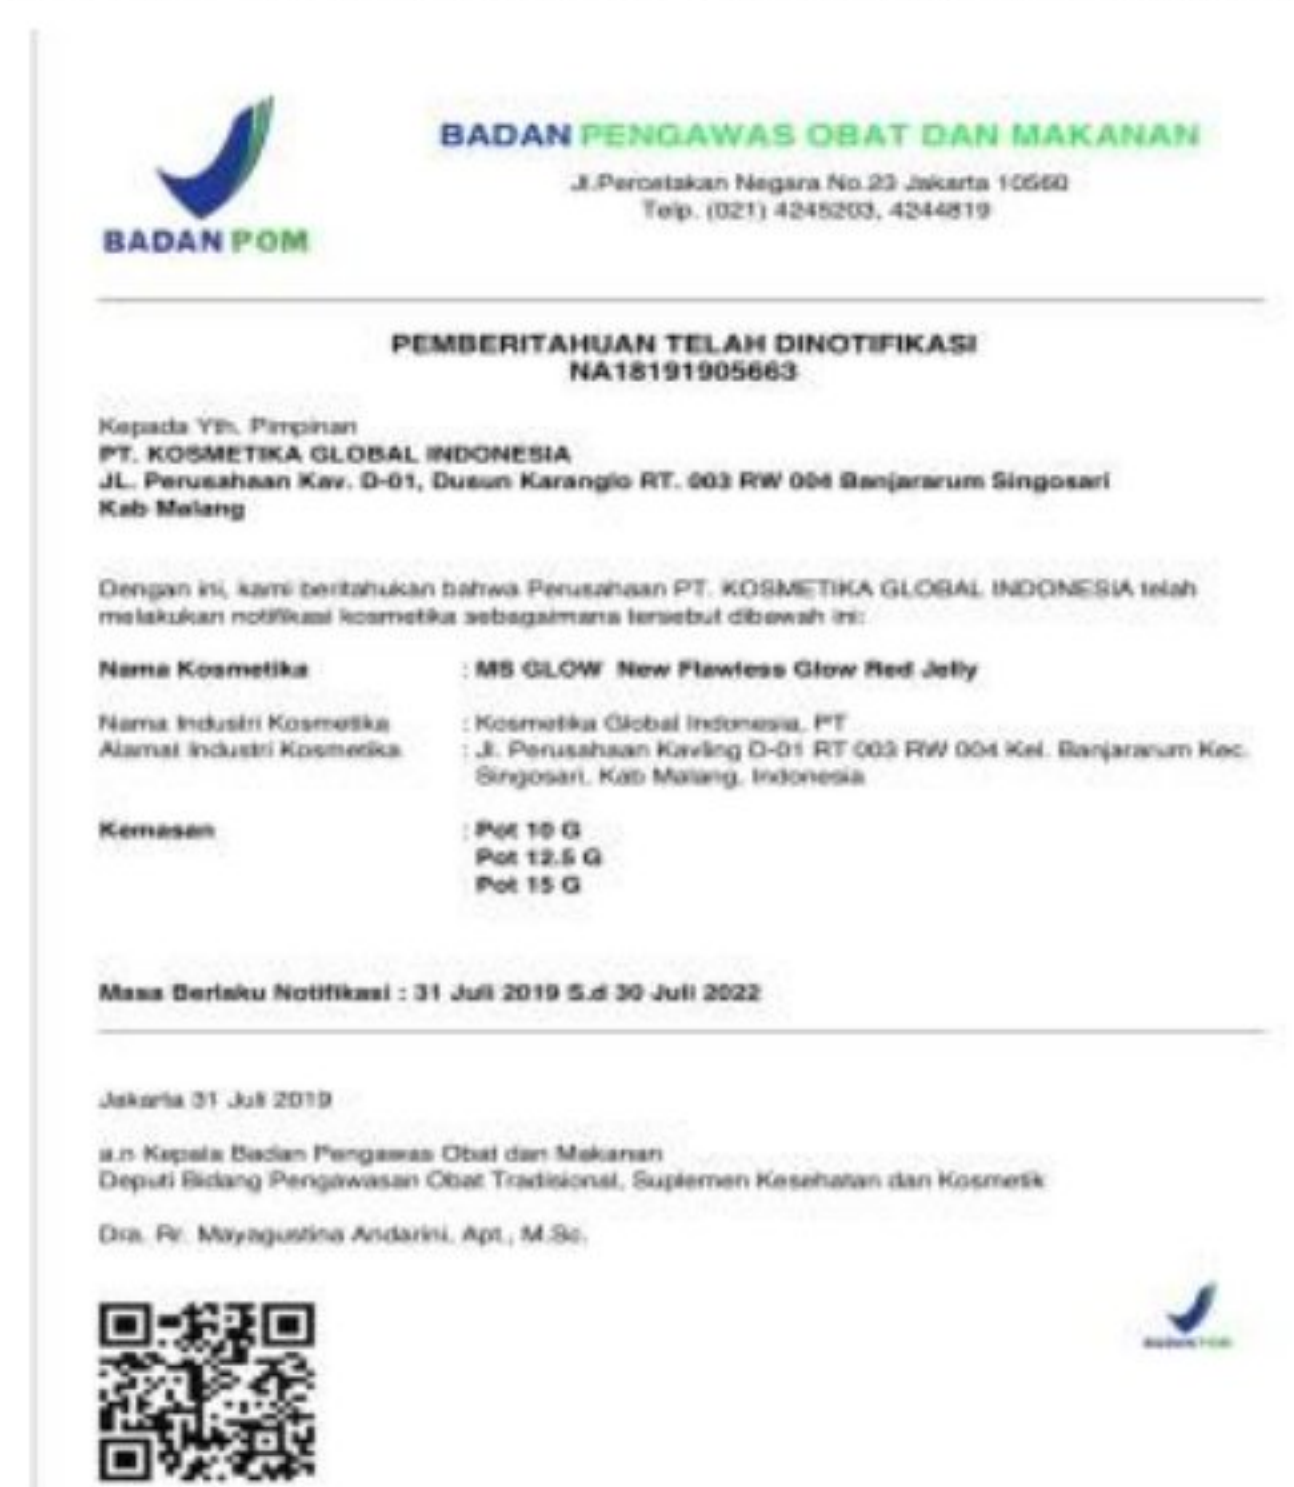 BADAN POM
BADAN PENGAWAS OBAT DAN MAKANAN
Jl.Percetakan Negara No.23 Jakarta 10560
Telp. (021) 4245203, 4244819
PEMBERITAHUAN TELAH DINOTIFIKASI
NA18191905663
Kepada Yth. Pimpinan
PT. KOSMETIKA GLOBAL INDONESIA
JL. Perusahaan Kav. D-01, Dusun Karanglo RT. 003 RW 004 Banjararum Singosari
Kab Malang
Dengan ini, kami beritahukan bahwa Perusahaan PT. KOSMETIKA GLOBAL INDONESIA telah
melakukan notifikasi kosmetika sebagaimana tersebut dibawah ini:
Nama Kosmetika : MS GLOW New Flawless Glow Red Jelly
Nama Industri Kosmetika : Kosmetika Global Indonesia, PT
Alamat Industri Kosmetika : Jl. Perusahaan Kavling D-01 RT 003 RW 004 Kel. Banjararum Kec.
Singosari, Kab Malang, Indonesia
Kemasan : Pot 10 G
Pot 12.5 G
Pot 15 G
Masa Berlaku Notifikasi : 31 Juli 2019 S.d 30 Juli 2022
Jakarta 31 Juli 2019
a.n Kepala Badan Pengawas Obat dan Makanan
Deputi Bidang Pengawasan Obat Tradisional, Suplemen Kesehatan dan Kosmetik
Dra. Rr. Mayagustina Andarini, Apt., M.Sc.
BADAN POM